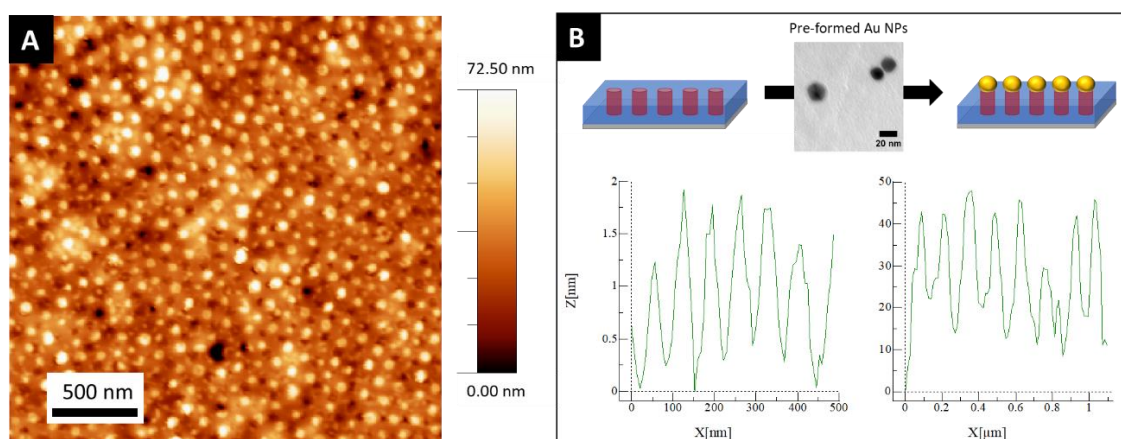 A
72.50 nm
0.00 nm
500 nm
B
Pre-formed Au NPs
20 nm
Z[nm]
2
1.5
1
0.5
0
0 100 200 300 400 500
X[nm]
50
40
30
20
10
0
0 0.2 0.4 0.6 0.8 1
X[µm]